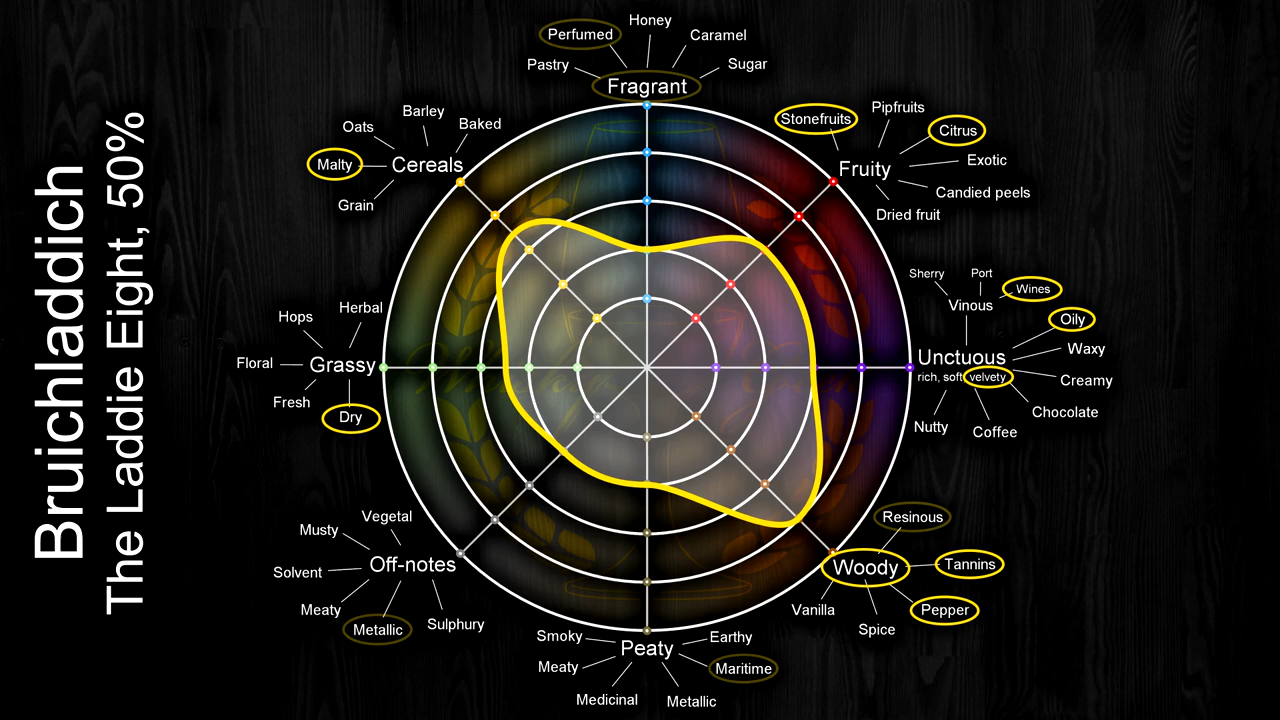 Bruichladdich
The Laddie Eight, 50%
Honey
Perfumed
Caramel
Pastry
Sugar
Fragrant
Stonefruits
Pipfruits
Citrus
Exotic
Fruity
Candied peels
Dried fruit
Barley
Oats
Baked
Malty
Cereals
Grain
Sherry
Port
Wines
Vinous
Oily
Waxy
Unctuous
rich, soft velvety
Creamy
Chocolate
Nutty
Coffee
Herbal
Hops
Floral
Grassy
Fresh
Dry
Vegetal
Musty
Solvent
Off-notes
Meaty
Metallic
Sulphury
Resinous
Woody
Tannins
Vanilla
Pepper
Spice
Smoky
Earthy
Peaty
Meaty
Maritime
Medicinal
Metallic